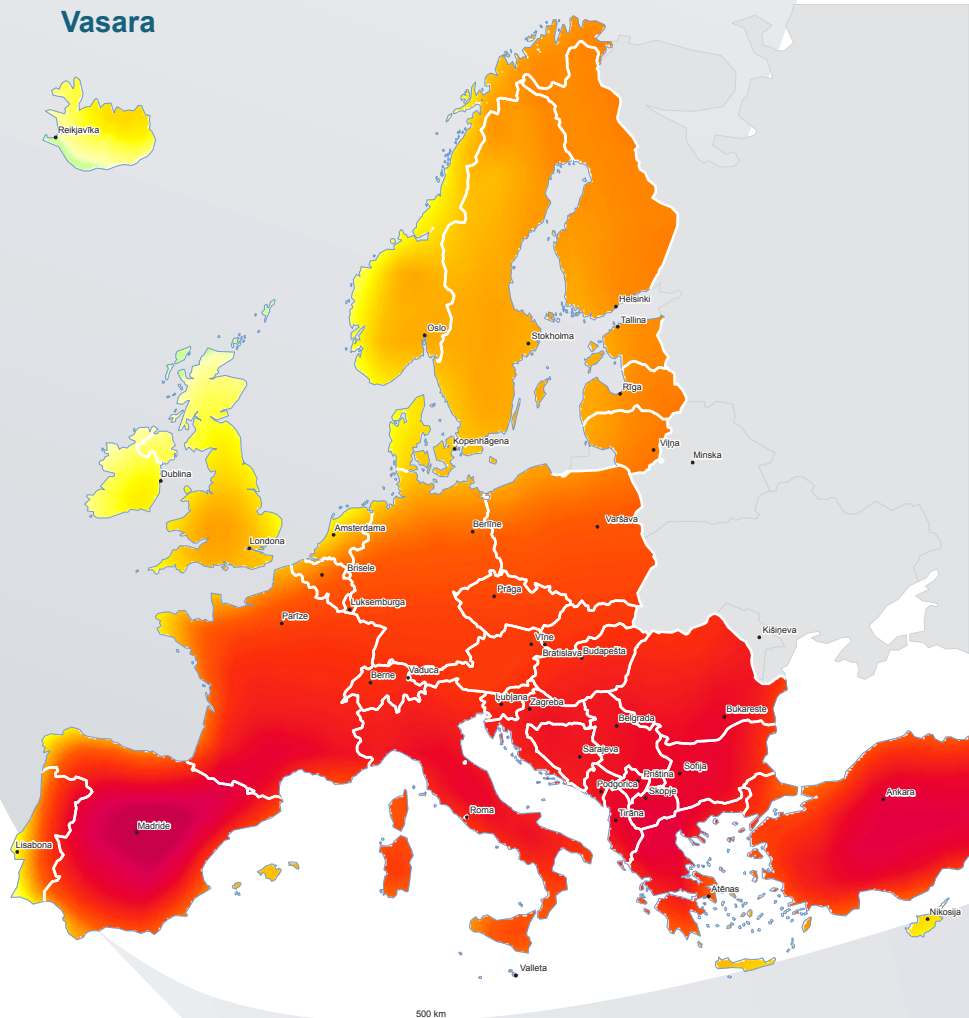 Vasara
Reikjavīka
Helsinki
Tallina
Oslo
Stokholma
Rīga
Kopenhāgena
Viļņa
Minska
Dublina
Londona
Amsterdama
Berlīne
Varšava
Brisele
Prāga
Luksemburga
Parīze
Kišiņeva
Vīne
Bratislava
Budapešta
Berne
Vaduca
Ļubļana
Zagreba
Belgrada
Bukareste
Sarajeva
Priština
Sofija
Podgorica
Skopje
Ankara
Roma
Tirāna
Madride
Lisabona
Atēnas
Nikosija
Valleta
500 km